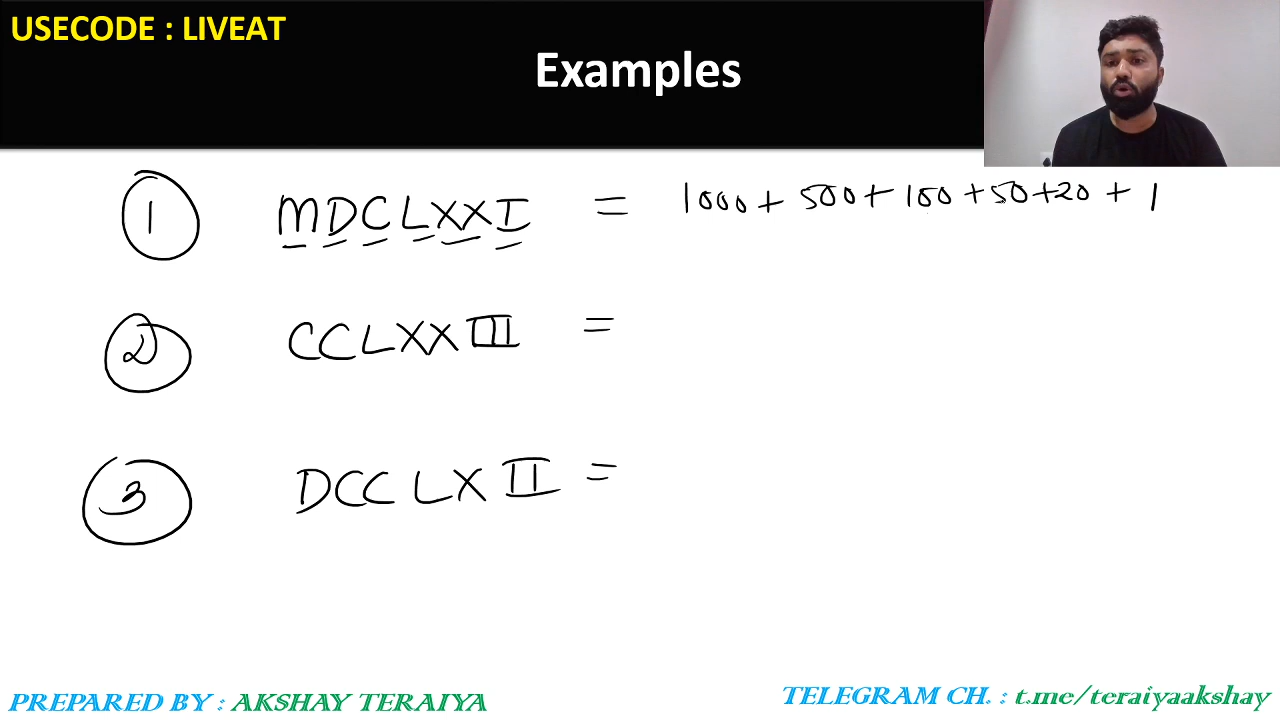 USECODE : LIVEAT
Examples
1 MDCLXXI = 1000 + 500 + 100 + 50 + 20 + 1
2 CCLXXIII =
3 DCCLXII =
PREPARED BY : AKSHAY TERAIYA
TELEGRAM CH. : t.me/teraiyaakshay